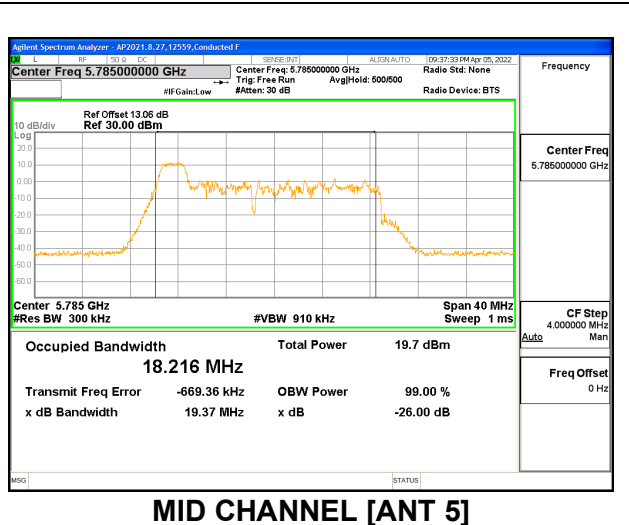 Agilent Spectrum Analyzer - AP2021.8.27,12559,Conducted F
L RF 50 Ω DC SENSE:INT ALIGN AUTO 09:37:33 PM Apr 05, 2022
Center Freq 5.785000000 GHz
Center Freq: 5.785000000 GHz Radio Std: None
Trig: Free Run Avg|Hold: 500/500
#IFGain:Low #Atten: 30 dB Radio Device: BTS
Frequency
Ref Offset 13.06 dB
10 dB/div Ref 30.00 dBm
Log
20.0
10.0
0.00
-10.0
-20.0
-30.0
-40.0
-50.0
-60.0
Center 5.785 GHz Span 40 MHz
#Res BW 300 kHz #VBW 910 kHz Sweep 1 ms
Occupied Bandwidth Total Power 19.7 dBm
18.216 MHz
Transmit Freq Error -669.36 kHz OBW Power 99.00 %
x dB Bandwidth 19.37 MHz x dB -26.00 dB
Center Freq
5.785000000 GHz
CF Step
4.000000 MHz
Auto Man
Freq Offset
0 Hz
MSG STATUS
MID CHANNEL [ANT 5]